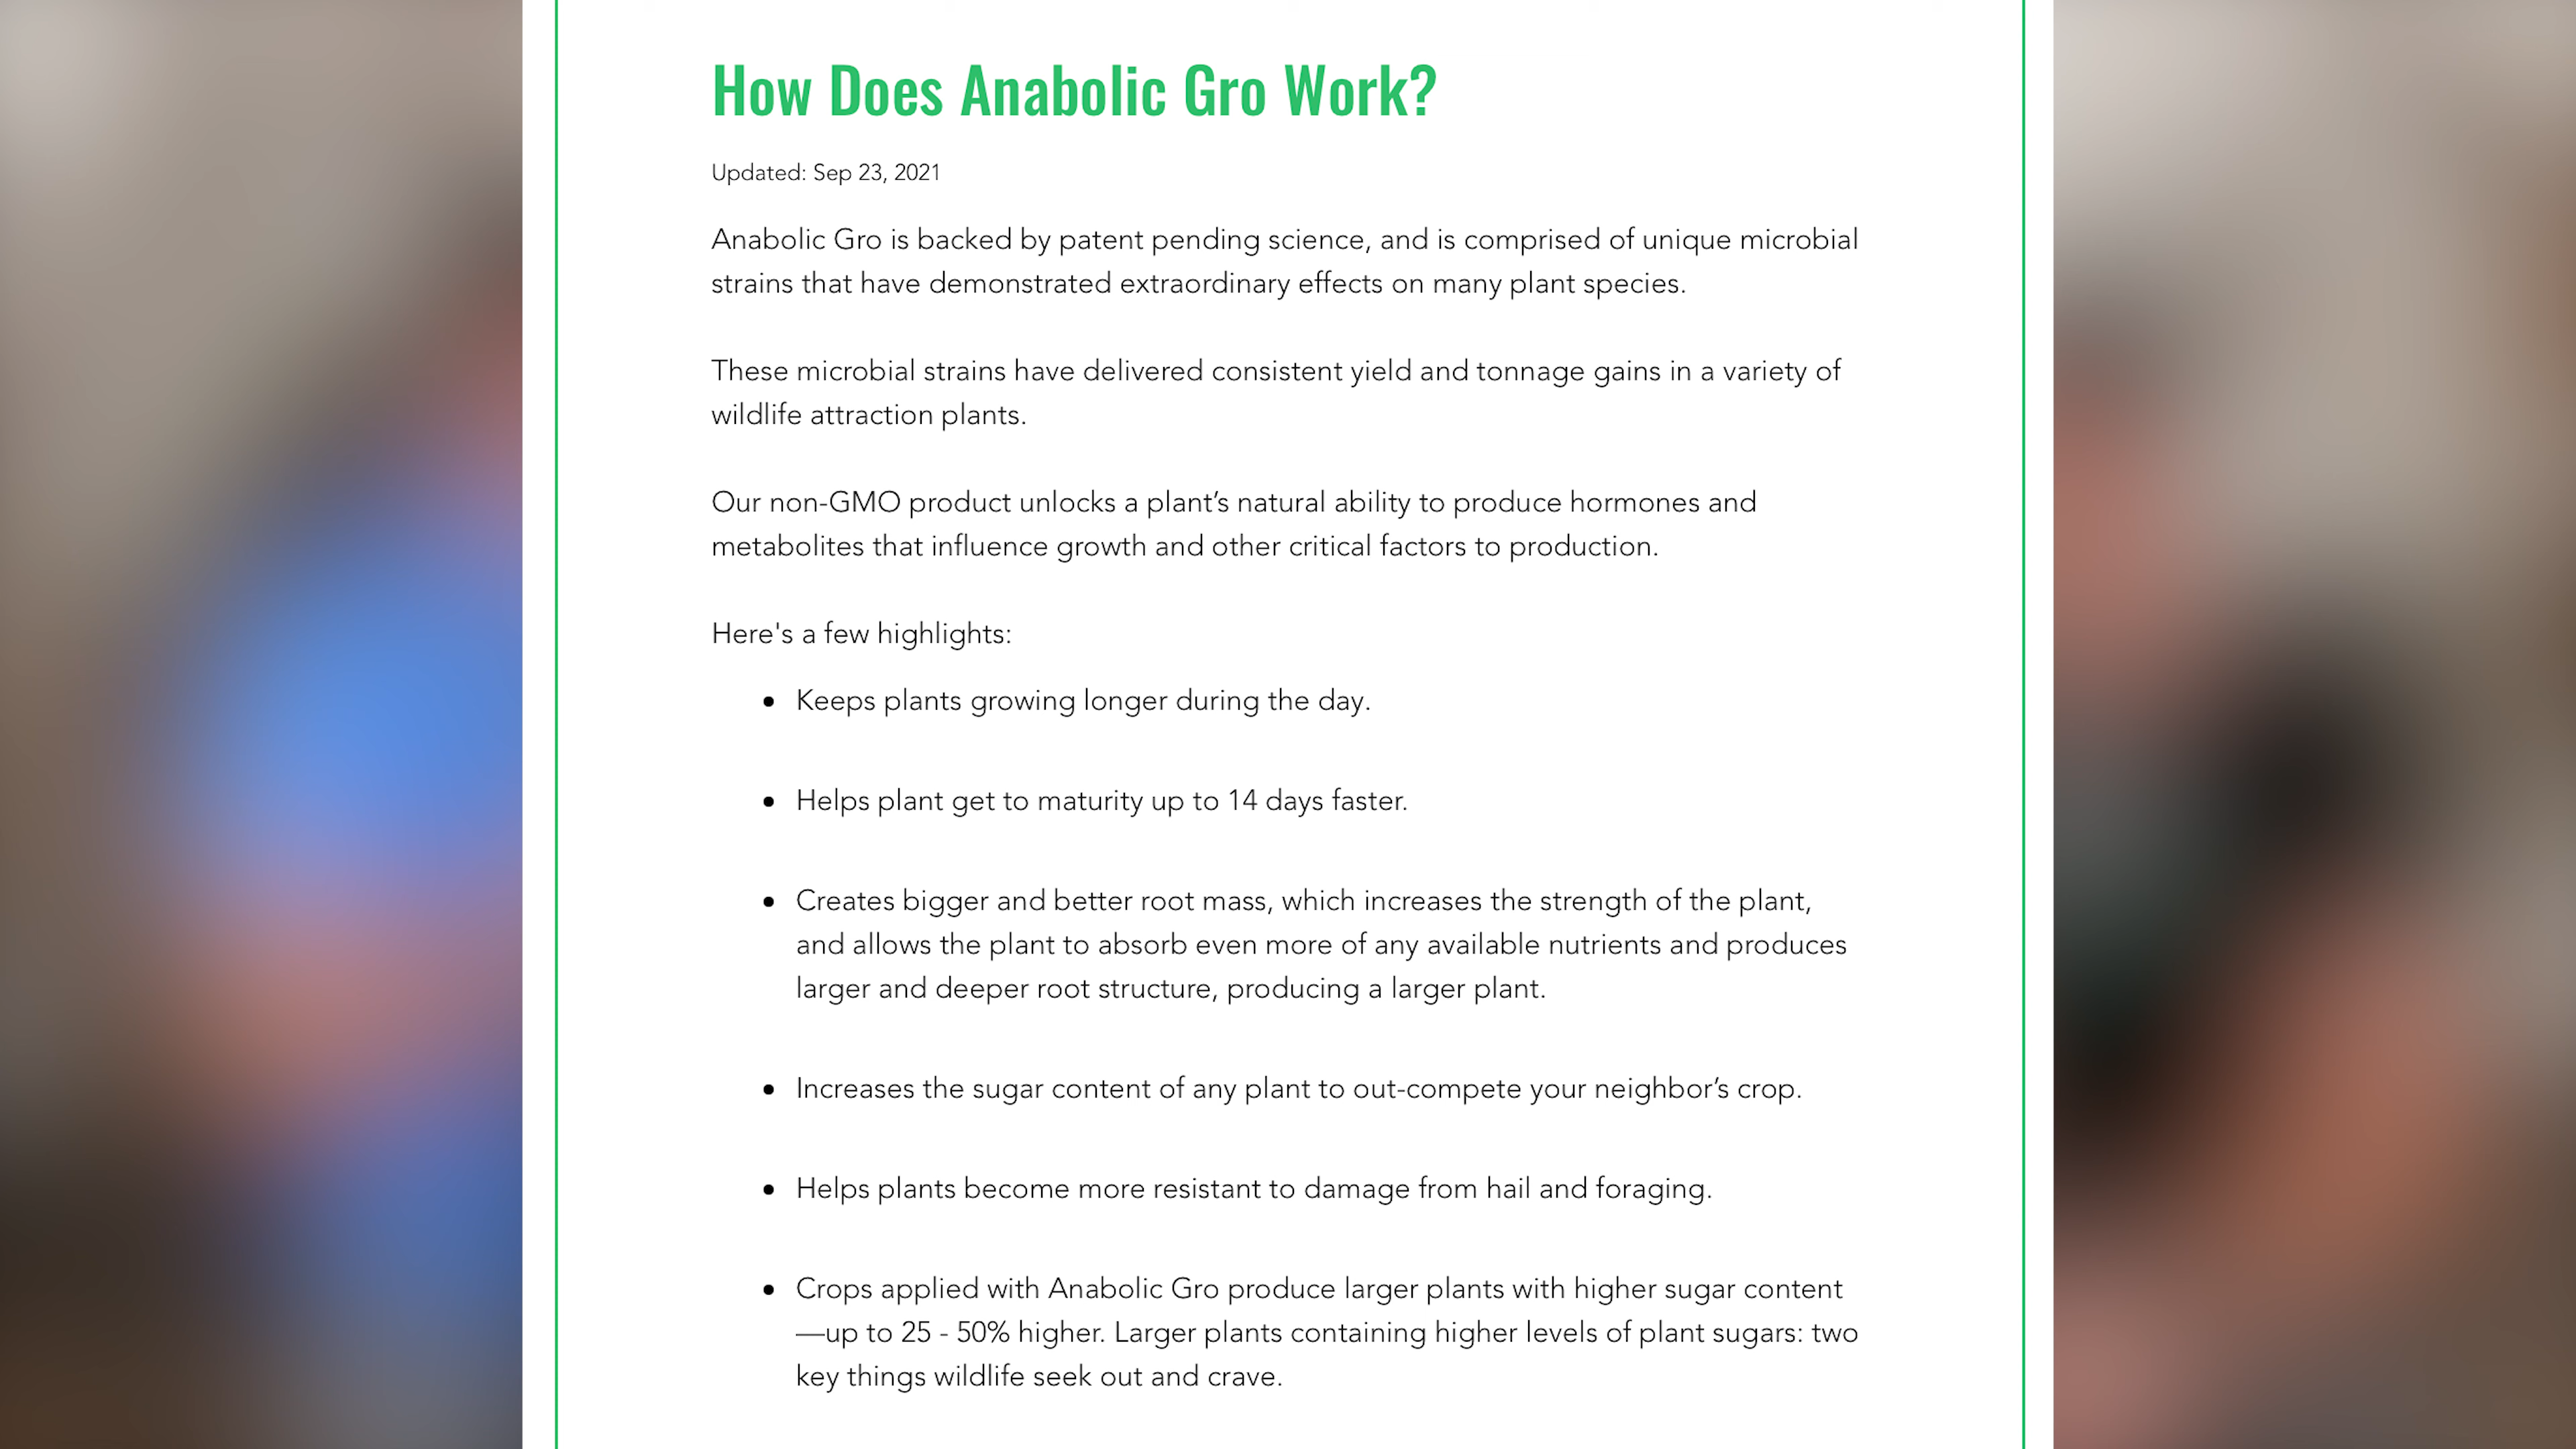 How Does Anabolic Gro Work?
Updated: Sep 23, 2021
Anabolic Gro is backed by patent pending science, and is comprised of unique microbial
strains that have demonstrated extraordinary effects on many plant species.
These microbial strains have delivered consistent yield and tonnage gains in a variety of
wildlife attraction plants.
Our non-GMO product unlocks a plant’s natural ability to produce hormones and
metabolites that influence growth and other critical factors to production.
Here's a few highlights:
• Keeps plants growing longer during the day.
• Helps plant get to maturity up to 14 days faster.
• Creates bigger and better root mass, which increases the strength of the plant,
and allows the plant to absorb even more of any available nutrients and produces
larger and deeper root structure, producing a larger plant.
• Increases the sugar content of any plant to out-compete your neighbor’s crop.
• Helps plants become more resistant to damage from hail and foraging.
• Crops applied with Anabolic Gro produce larger plants with higher sugar content
—up to 25 - 50% higher. Larger plants containing higher levels of plant sugars: two
key things wildlife seek out and crave.